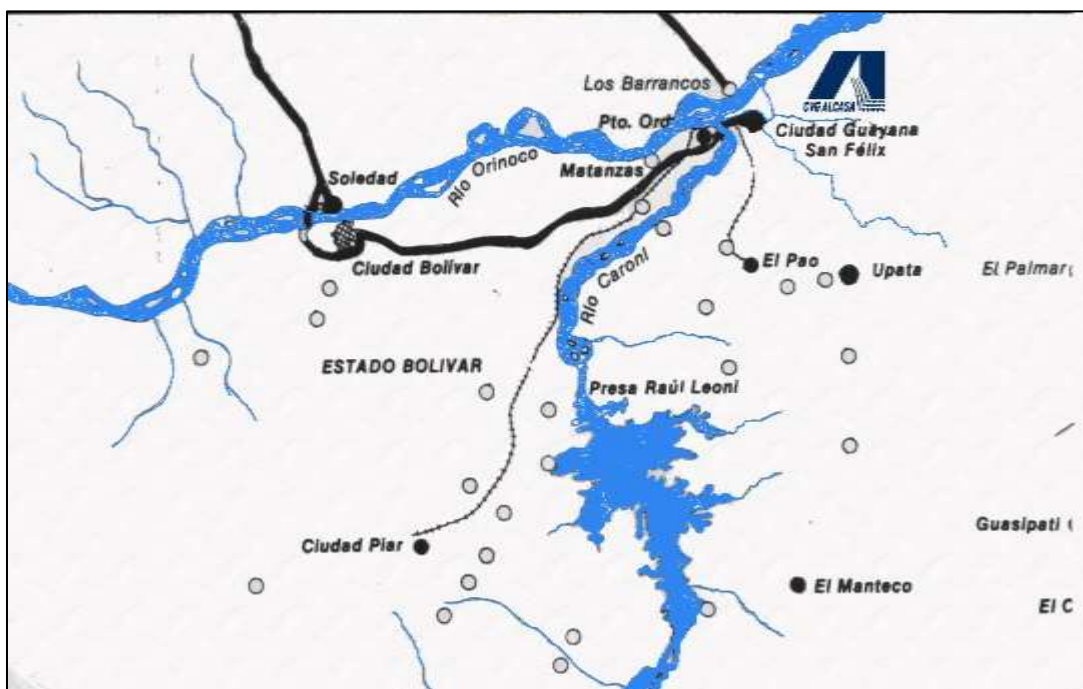 Los Barrancos
CVG ALCASA
Pto. Ord
Ciudad Guayana
San Félix
Río Orinoco
Matanzas
Soledad
Ciudad Bolívar
Río Caroní
El Pao
Upata
El Palmar
ESTADO BOLIVAR
Presa Raúl Leoni
Guasipati
Ciudad Piar
El Manteco
El C